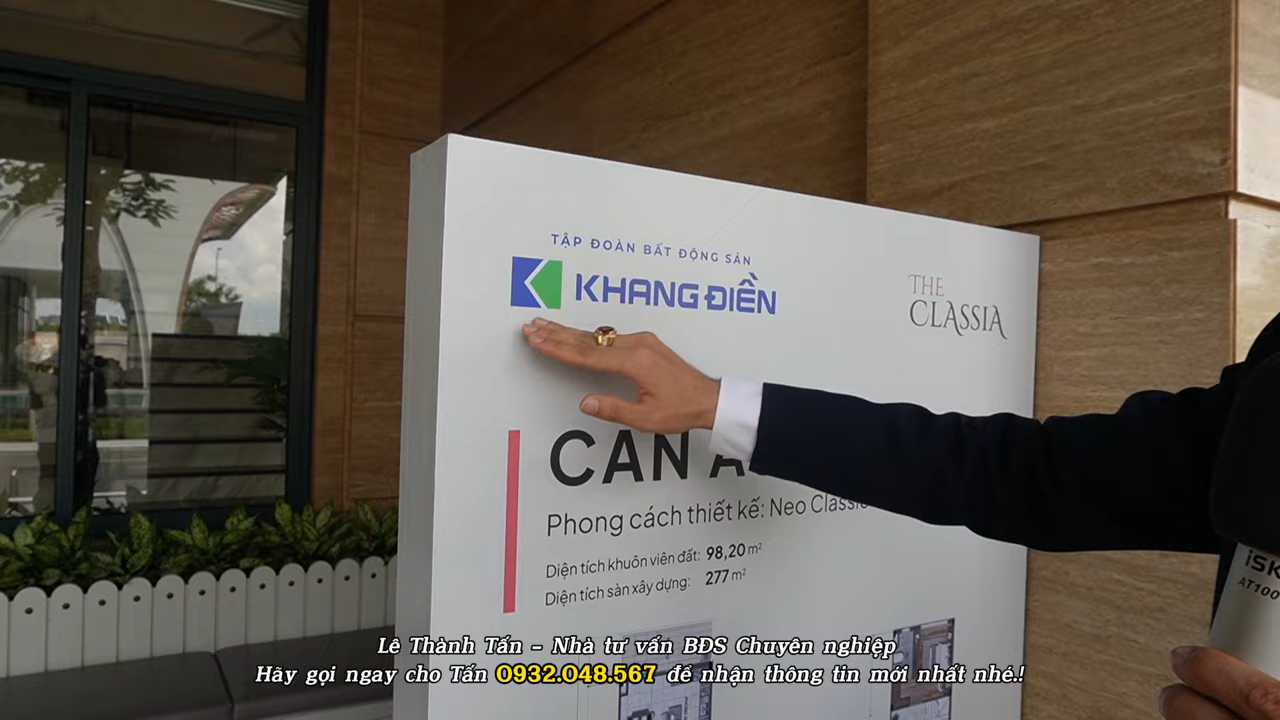 TẬP ĐOÀN BẤT ĐỘNG SẢN
KHANG ĐIỀN
THE
CLASSIA
CAN
Phong cách thiết kế: Neo
Diện tích khuôn viên đất: 98,20 m²
Diện tích sàn xây dựng: 277 m²
Lê Thành Tấn – Nhà tư vấn BĐS Chuyên nghiệp
Hãy gọi ngay cho Tấn 0932.048.567 để nhận thông tin mới nhất nhé.!